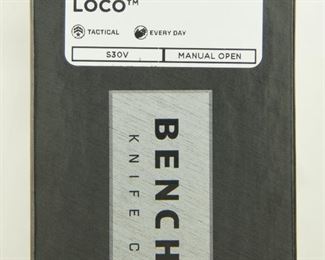 LOCO™
TACTICAL EVERY DAY
S30V MANUAL OPEN
BENCH
KNIFE C